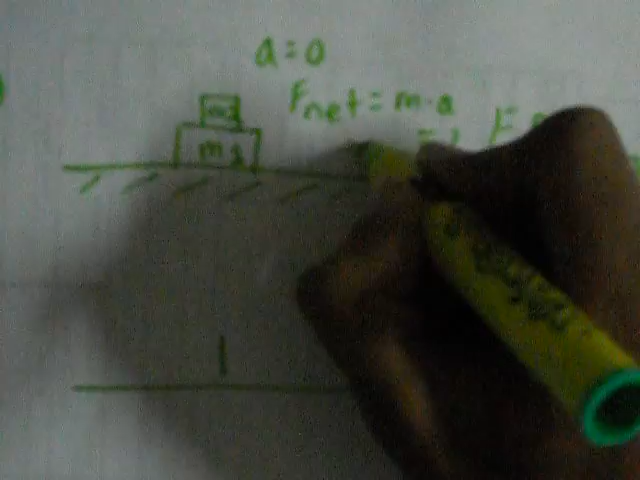 a = 0
Fnet = m·a
m2
m1